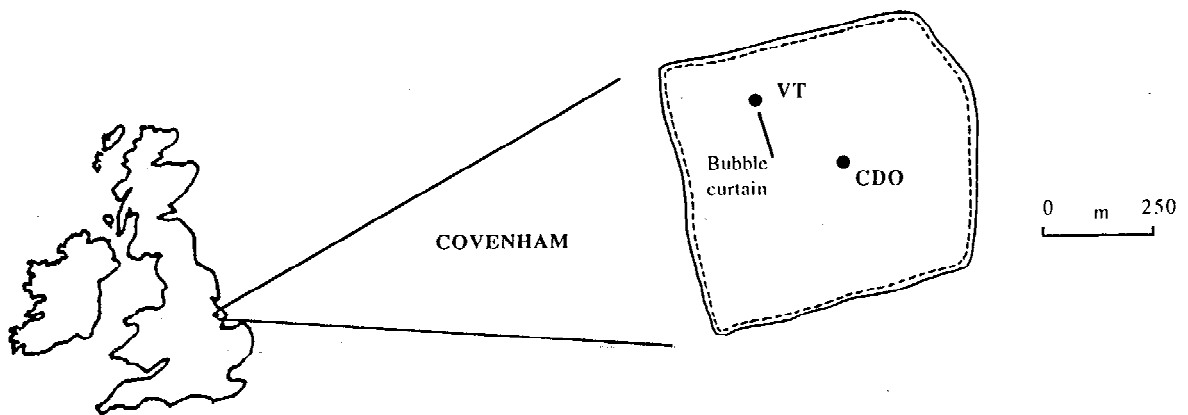 VT
Bubble
curtain
CDO
COVENHAM
0 m 250